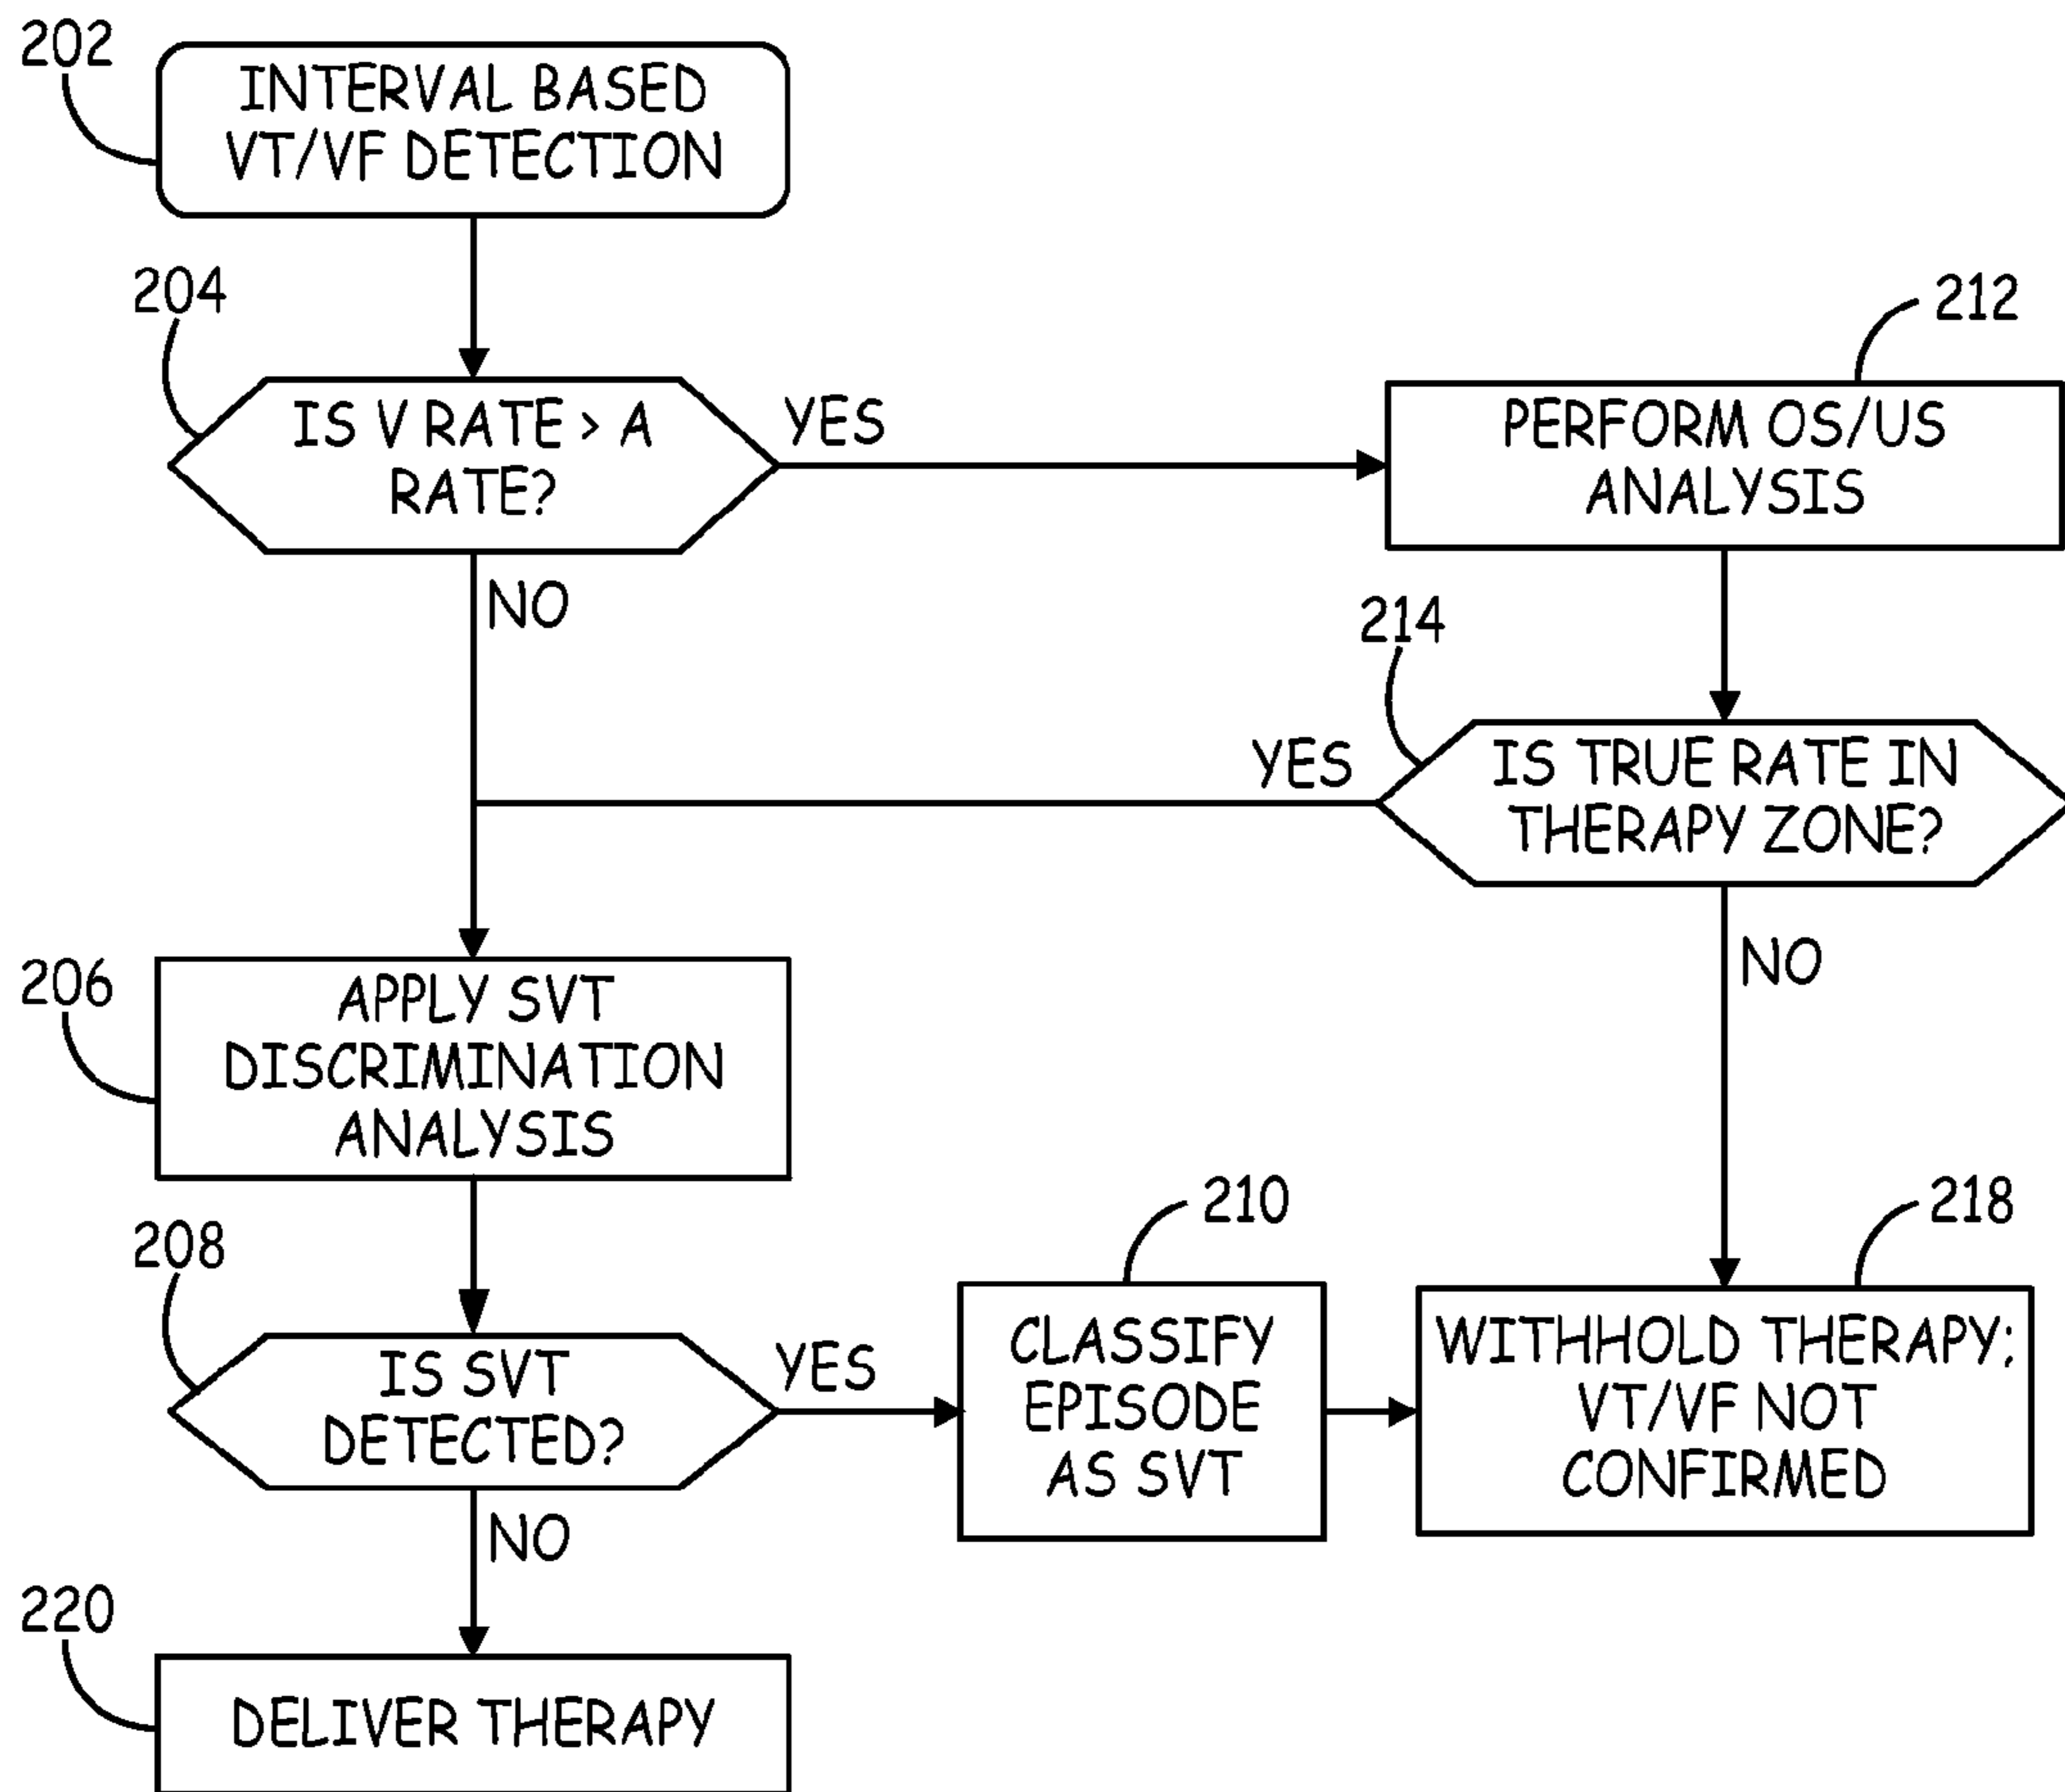 202
INTERVAL BASED
VT/VF DETECTION
204
IS V RATE > A
RATE?
YES
NO
212
PERFORM OS/US
ANALYSIS
214
IS TRUE RATE IN
THERAPY ZONE?
YES
NO
206
APPLY SVT
DISCRIMINATION
ANALYSIS
208
IS SVT
DETECTED?
YES
NO
210
CLASSIFY
EPISODE
AS SVT
218
WITHHOLD THERAPY;
VT/VF NOT
CONFIRMED
220
DELIVER THERAPY